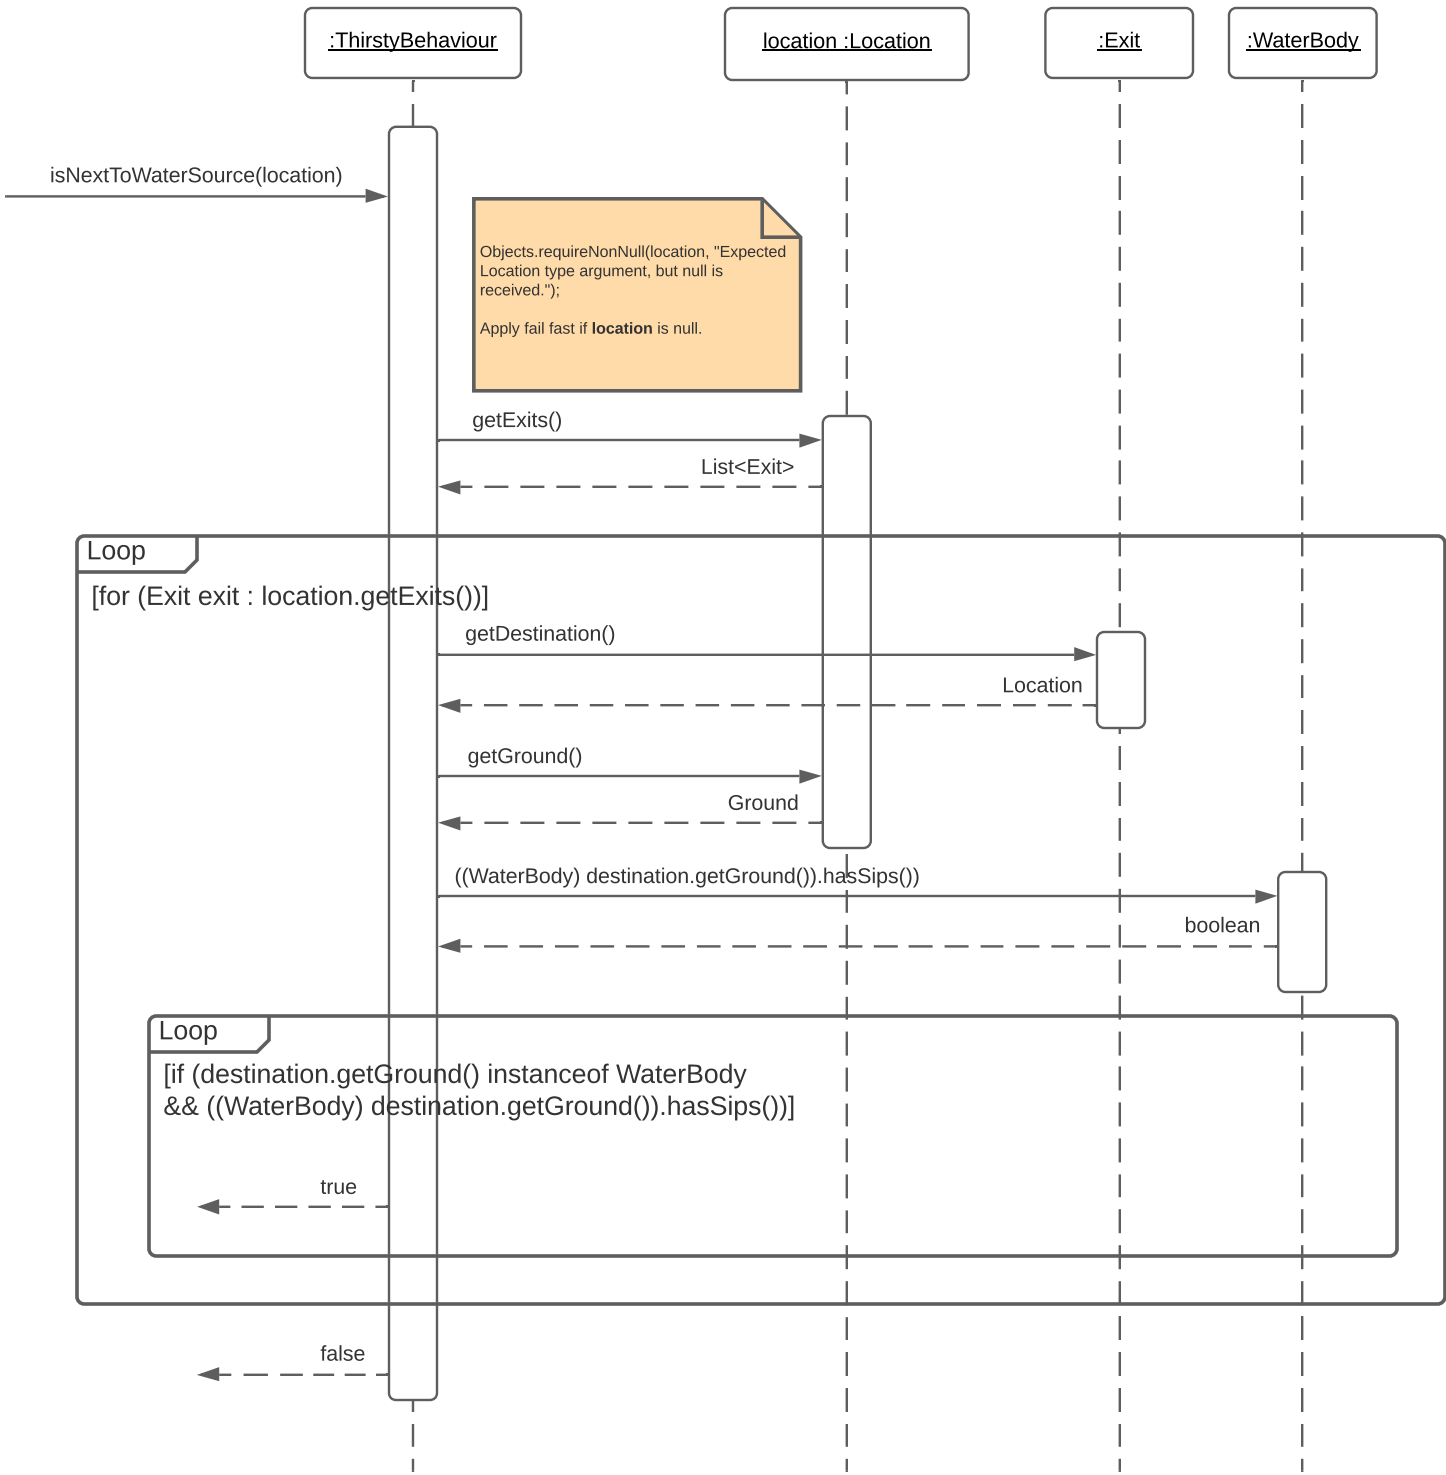 :ThirstyBehaviour
location :Location
:Exit
:WaterBody
isNextToWaterSource(location)
Objects.requireNonNull(location, "Expected
Location type argument, but null is
received.");
Apply fail fast if location is null.
getExits()
List<Exit>
Loop
[for (Exit exit : location.getExits())]
getDestination()
Location
getGround()
Ground
((WaterBody) destination.getGround()).hasSips())
boolean
Loop
[if (destination.getGround() instanceof WaterBody
&& ((WaterBody) destination.getGround()).hasSips())]
true
false